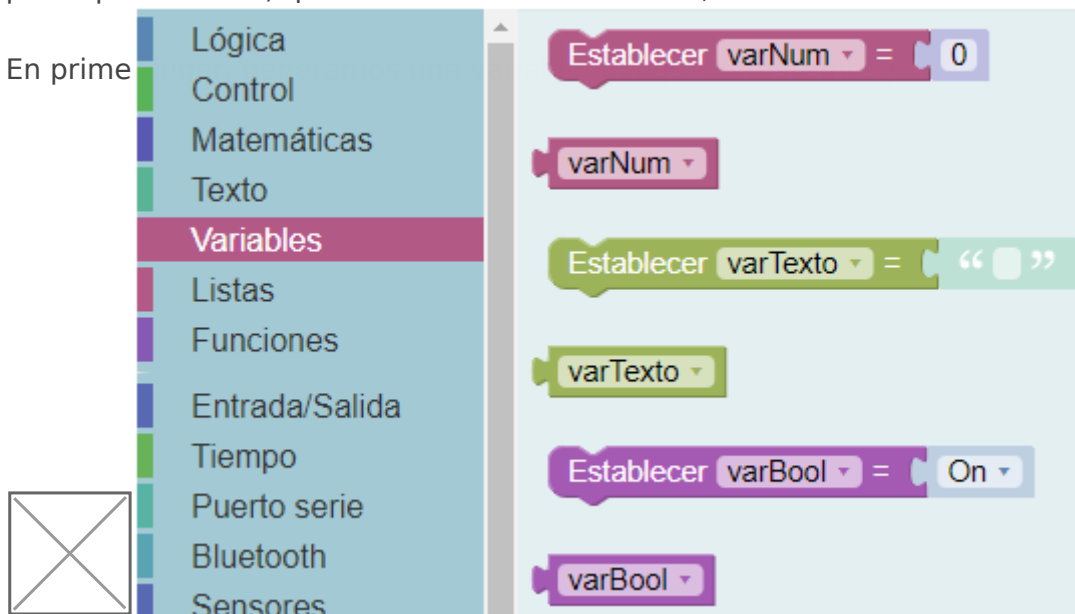 En prime
Lógica
Control
Matemáticas
Texto
Variables
Listas
Funciones
Entrada/Salida
Tiempo
Puerto serie
Bluetooth
Sensores
Establecer varNum = 0
varNum
Establecer varTexto = “ ”
varTexto
Establecer varBool = On
varBool